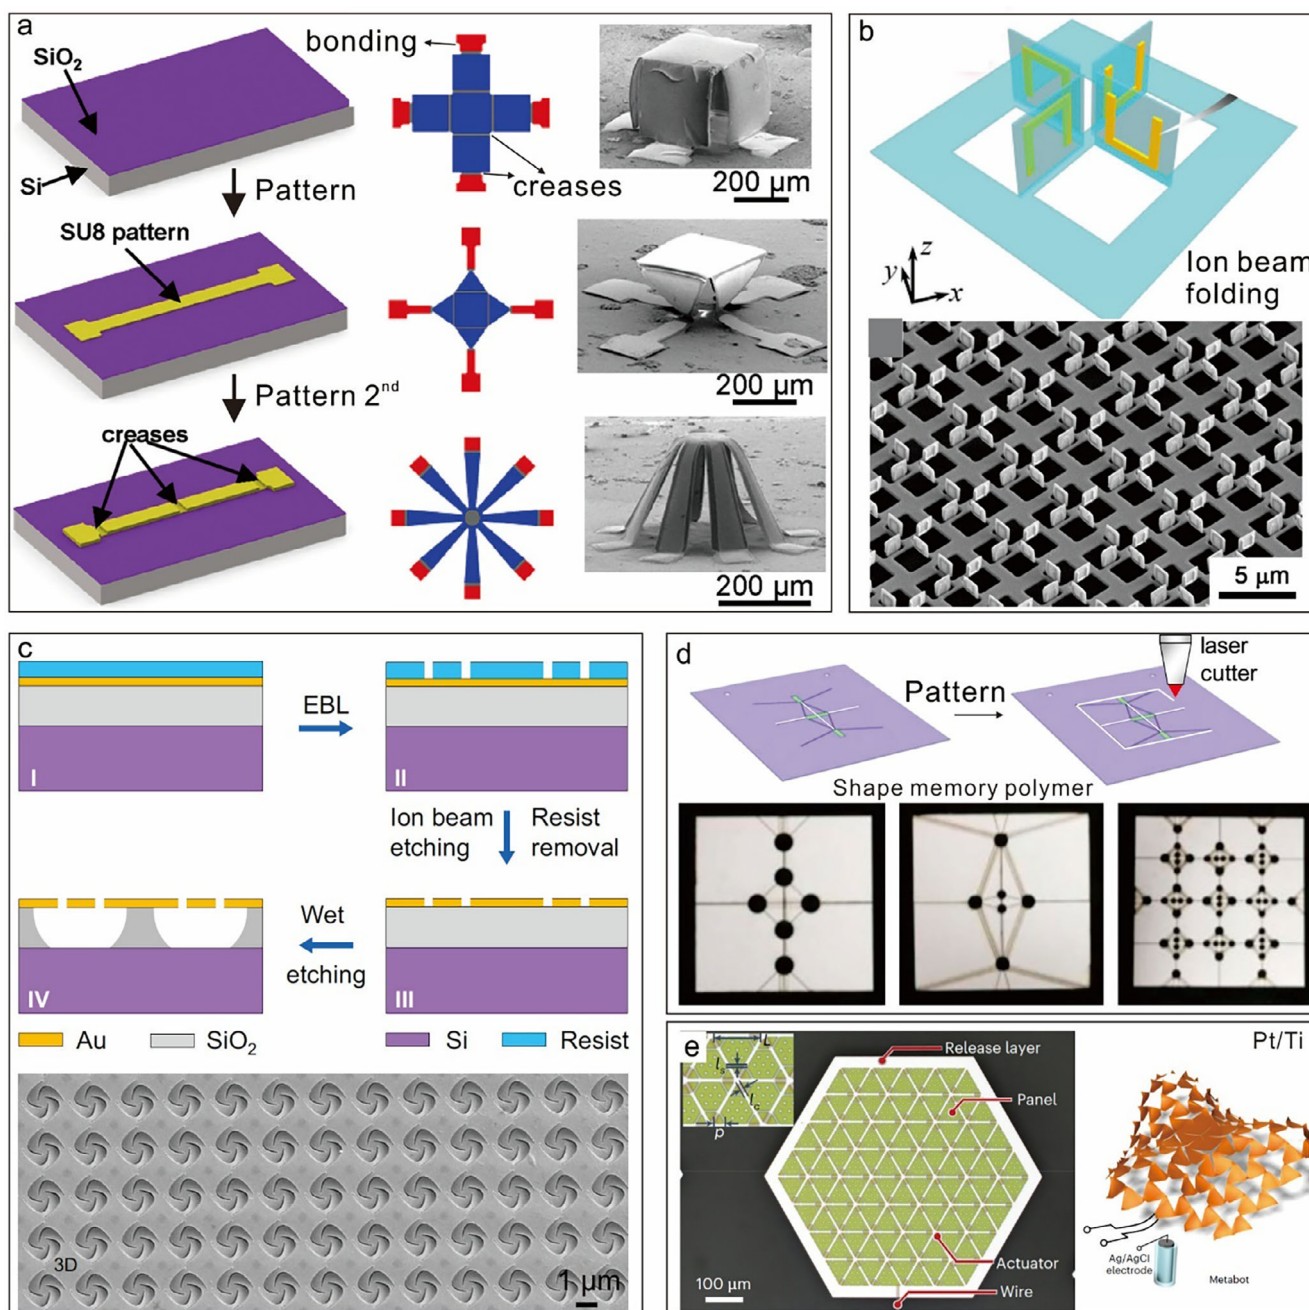 a
SiO2
Si
Pattern
SU8 pattern
Pattern 2nd
creases
bonding
creases
200 µm
200 µm
200 µm
b
z
y
x
Ion beam
folding
5 µm
c
I
EBL
II
Ion beam
etching
Resist
removal
IV
Wet
etching
III
Au
SiO2
Si
Resist
3D
1 µm
d
Pattern
laser
cutter
Shape memory polymer
e
L
ls
lc
p
Release layer
Panel
Actuator
Wire
100 µm
Pt/Ti
Ag/AgCl
electrode
Metabot